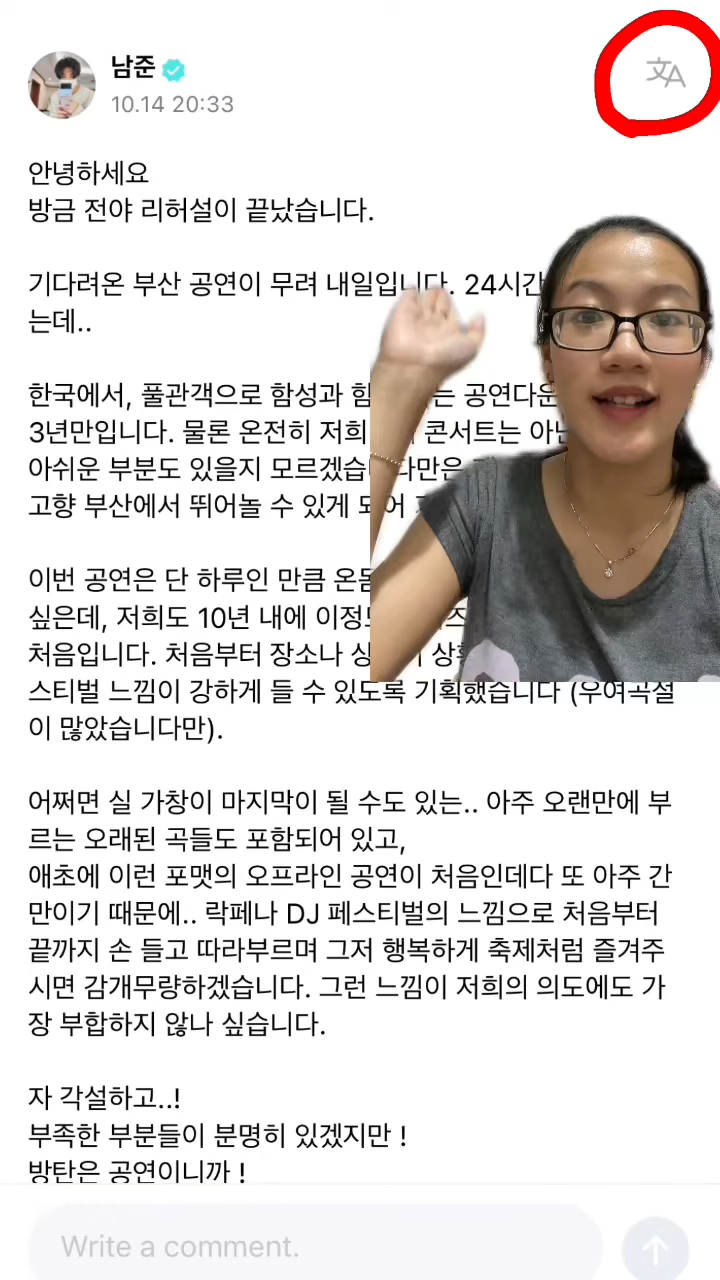 남준
10.14 20:33
文A
안녕하세요
방금 전야 리허설이 끝났습니다.
기다려온 부산 공연이 무려 내일입니다. 24시간
는데..
한국에서, 풀관객으로 함성과 는 공연다운
3년만입니다. 물론 온전히 저희 콘서트는
아쉬운 부분도 있을지 모르겠습니다만은
고향 부산에서 뛰어놀 수 있게 되어
이번 공연은 단 하루인 만큼
싶은데, 저희도 10년 내에
처음입니다. 처음부터 장소나
스티벌 느낌이 강하게 들 수 있도록 기획했습니다 (우여곡절
이 많았습니다만).
어쩌면 실 가창이 마지막이 될 수도 있는.. 아주 오랜만에 부
르는 오래된 곡들도 포함되어 있고,
애초에 이런 포맷의 오프라인 공연이 처음인데다 또 아주 간
만이기 때문에.. 락페나 DJ 페스티벌의 느낌으로 처음부터
끝까지 손 들고 따라부르며 그저 행복하게 축제처럼 즐겨주
시면 감개무량하겠습니다. 그런 느낌이 저희의 의도에도 가
장 부합하지 않나 싶습니다.
자 각설하고..!
부족한 부분들이 분명히 있겠지만 !
방탄은 공연이니까 !
Write a comment.